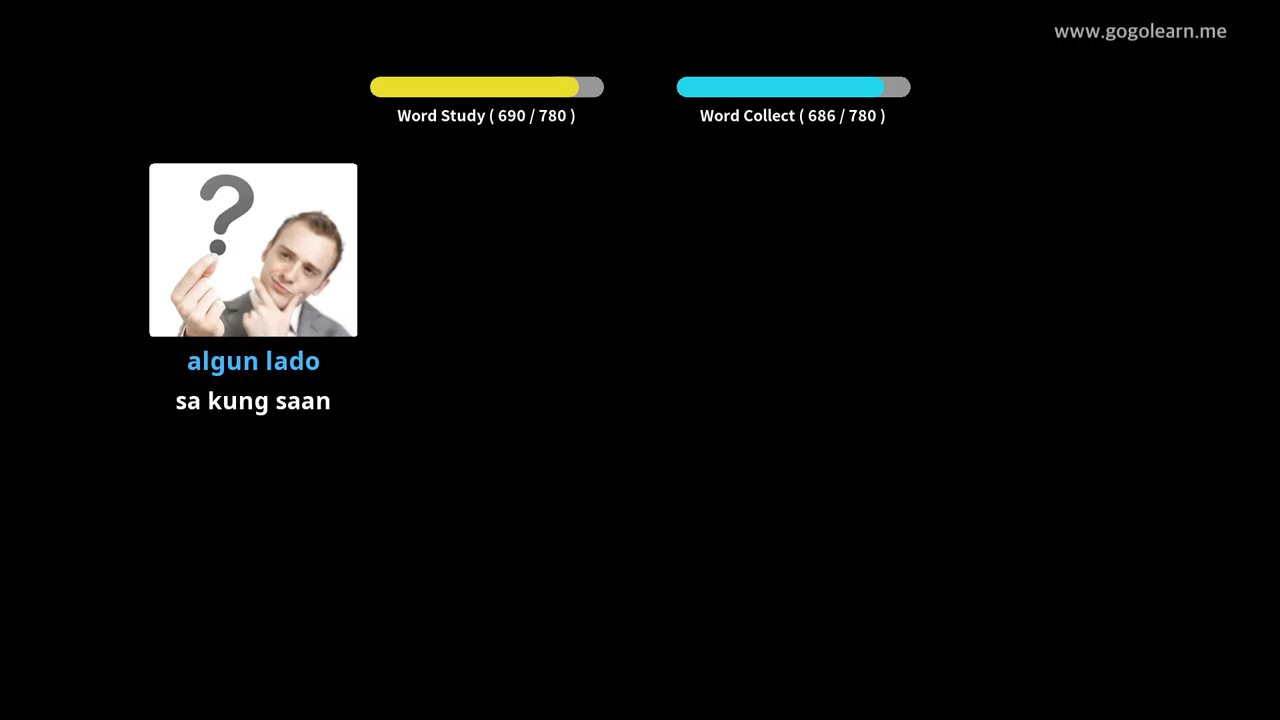 www.gogolearn.me
Word Study ( 690 / 780 )
Word Collect ( 686 / 780 )
algun lado
sa kung saan